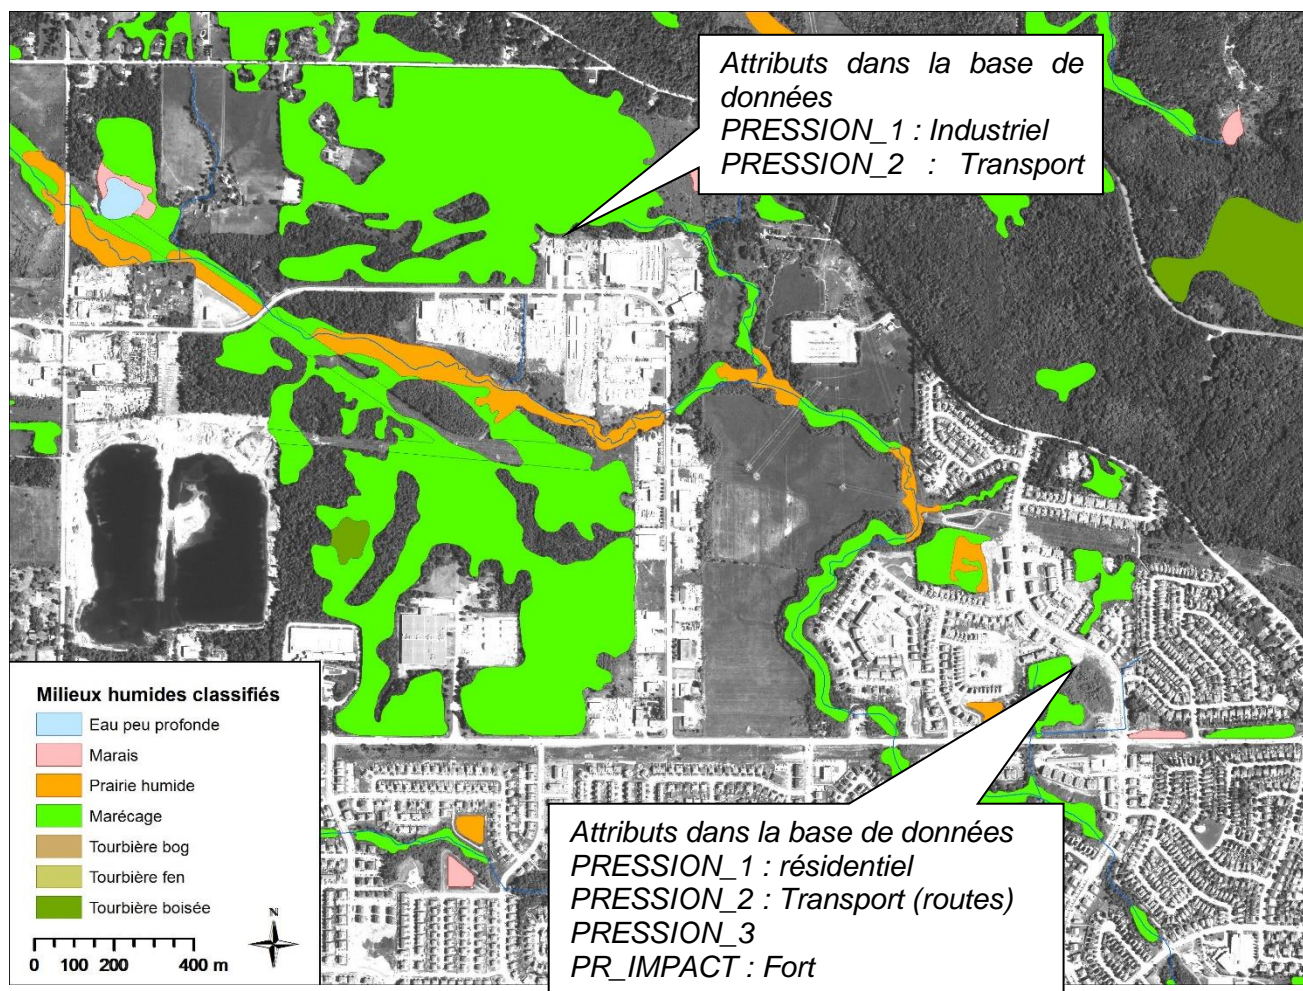 Attributs dans la base de
données
PRESSION_1 : Industriel
PRESSION_2 : Transport
Milieux humides classifiés
Eau peu profonde
Marais
Prairie humide
Marécage
Tourbière bog
Tourbière fen
Tourbière boisée
N
0 100 200 400 m
Attributs dans la base de données
PRESSION_1 : résidentiel
PRESSION_2 : Transport (routes)
PRESSION_3
PR_IMPACT : Fort